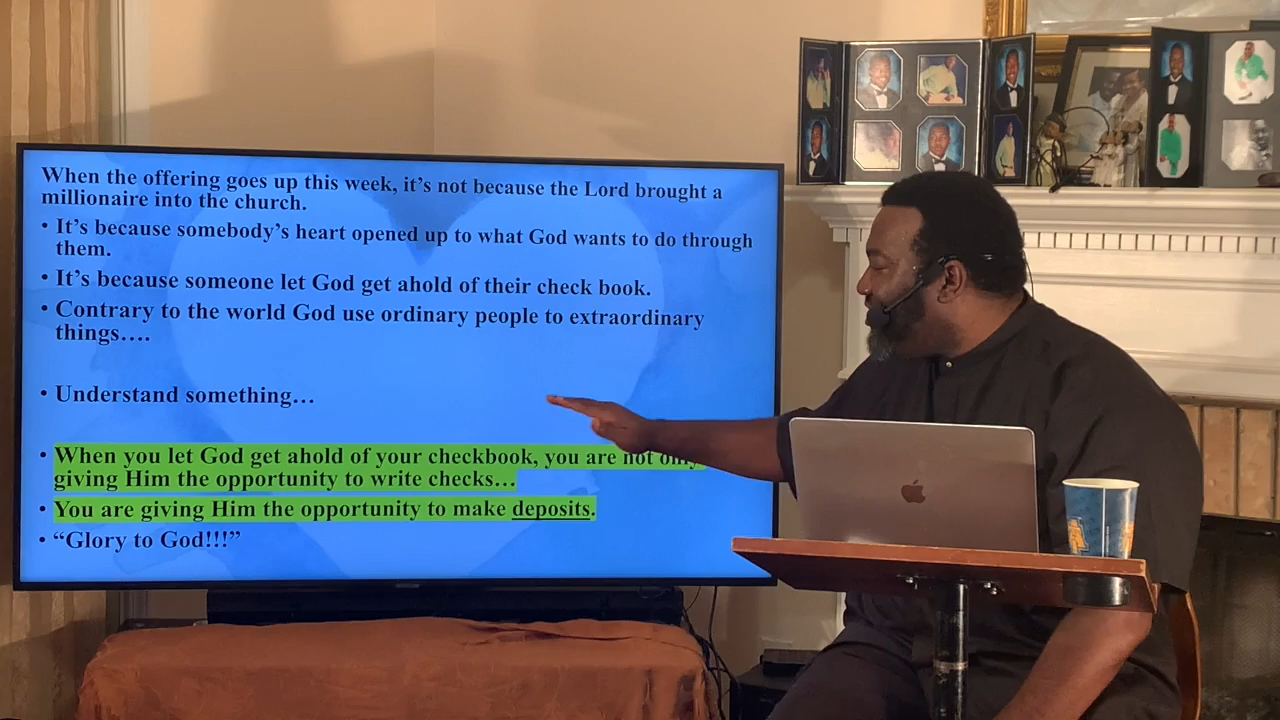 When the offering goes up this week, it's not because the Lord brought a
millionaire into the church.
• It's because somebody's heart opened up to what God wants to do through
them.
• It's because someone let God get ahold of their check book.
• Contrary to the world God use ordinary people to extraordinary
things….
• Understand something…
• When you let God get ahold of your checkbook, you are not only
giving Him the opportunity to write checks…
• You are giving Him the opportunity to make deposits.
• “Glory to God!!!”